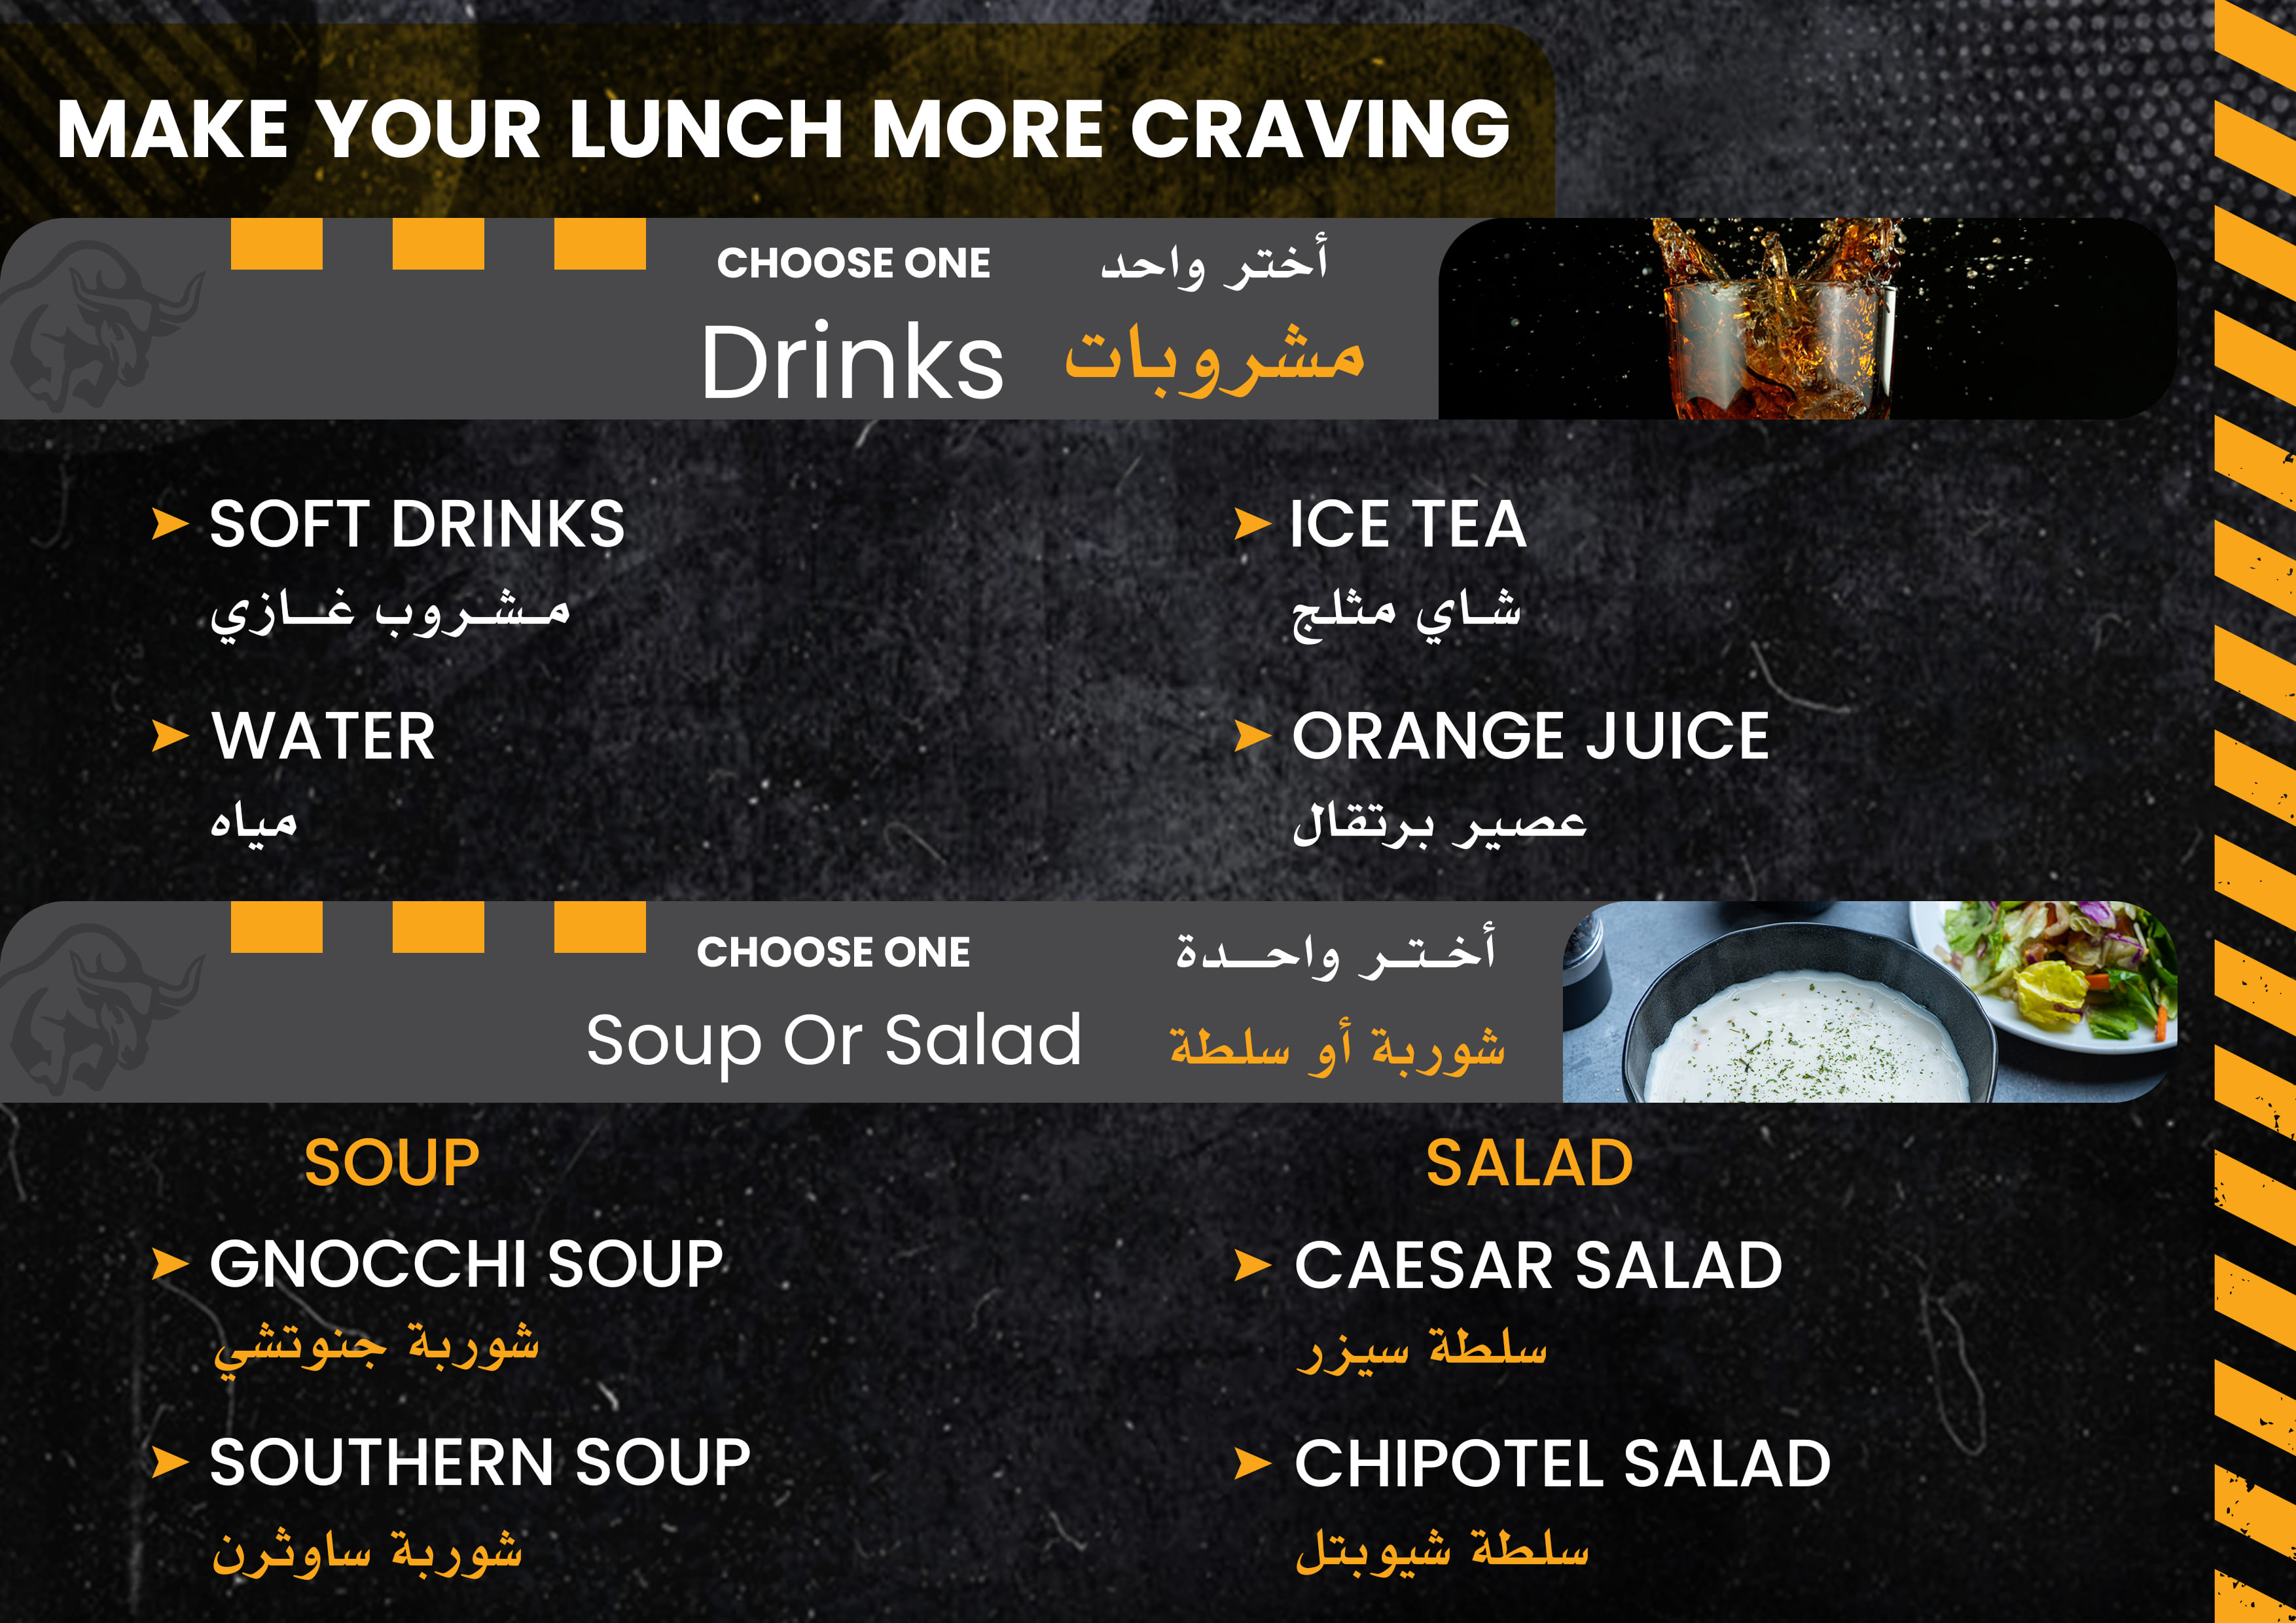 MAKE YOUR LUNCH MORE CRAVING
CHOOSE ONE أختر واحد
Drinks مشروبات
SOFT DRINKS
مـشـروب غـازي
ICE TEA
شـاي مثلج
WATER
مياه
ORANGE JUICE
عصير برتقال
CHOOSE ONE أخـتـر واحــدة
Soup Or Salad شوربة أو سلطة
SOUP
GNOCCHI SOUP
شوربة جنوتشي
SOUTHERN SOUP
شوربة ساوثرن
SALAD
CAESAR SALAD
سلطة سيزر
CHIPOTEL SALAD
سلطة شيوبتل